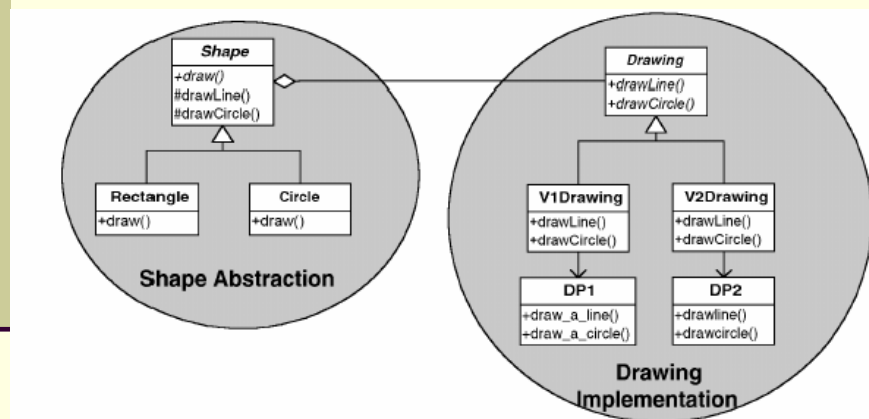 Shape
+draw()
#drawLine()
#drawCircle()
Rectangle
+draw()
Circle
+draw()
Shape Abstraction
Drawing
+drawLine()
+drawCircle()
V1Drawing
+drawLine()
+drawCircle()
V2Drawing
+drawLine()
+drawCircle()
DP1
+draw_a_line()
+draw_a_circle()
DP2
+drawline()
+drawcircle()
Drawing
Implementation